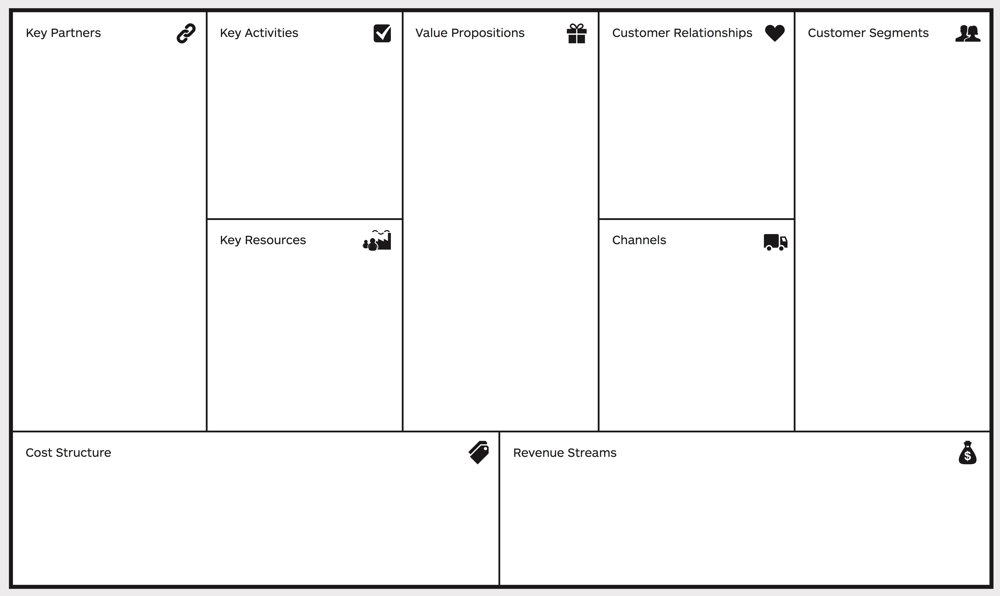 Key Partners
Key Activities
Value Propositions
Customer Relationships
Customer Segments
Key Resources
Channels
Cost Structure
Revenue Streams
$